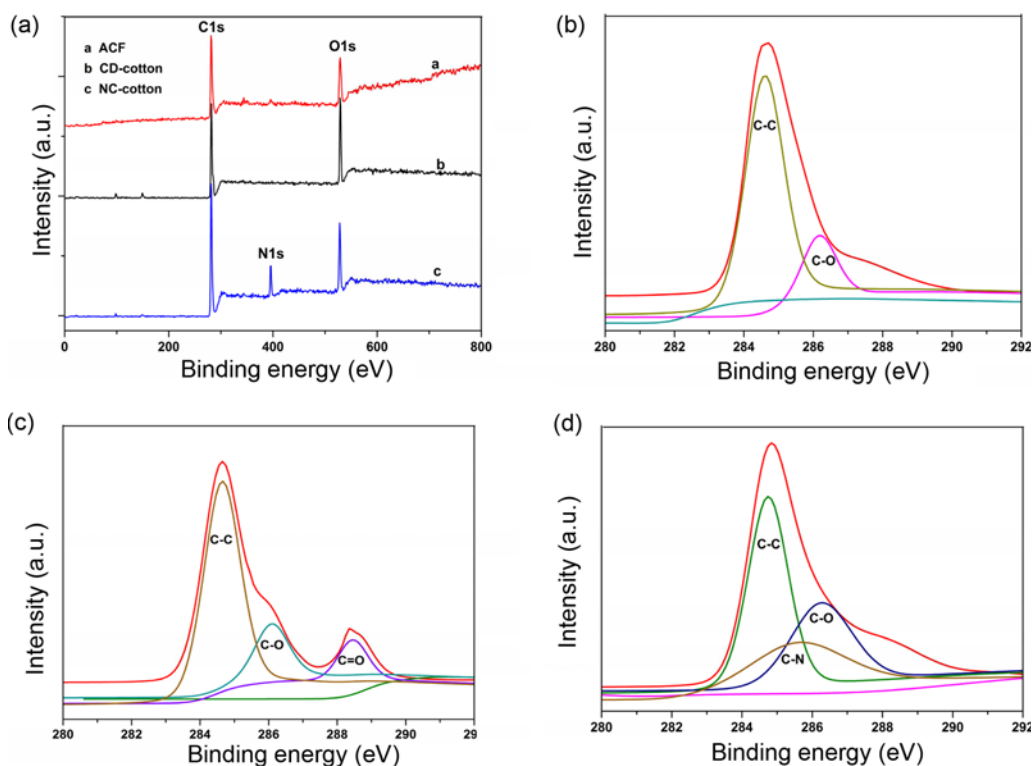 (a)
C1s
O1s
a ACF
b CD-cotton
c NC-cotton
a
b
N1s
c
Intensity (a.u.)
0 200 400 600 800
Binding energy (eV)
(b)
C-C
C-O
Intensity (a.u.)
280 282 284 286 288 290 292
Binding energy (eV)
(c)
C-C
C-O
C=O
Intensity (a.u.)
280 282 284 286 288 290 29
Binding energy (eV)
(d)
C-C
C-O
C-N
Intensity (a.u.)
280 282 284 286 288 290 292
Binding energy (eV)